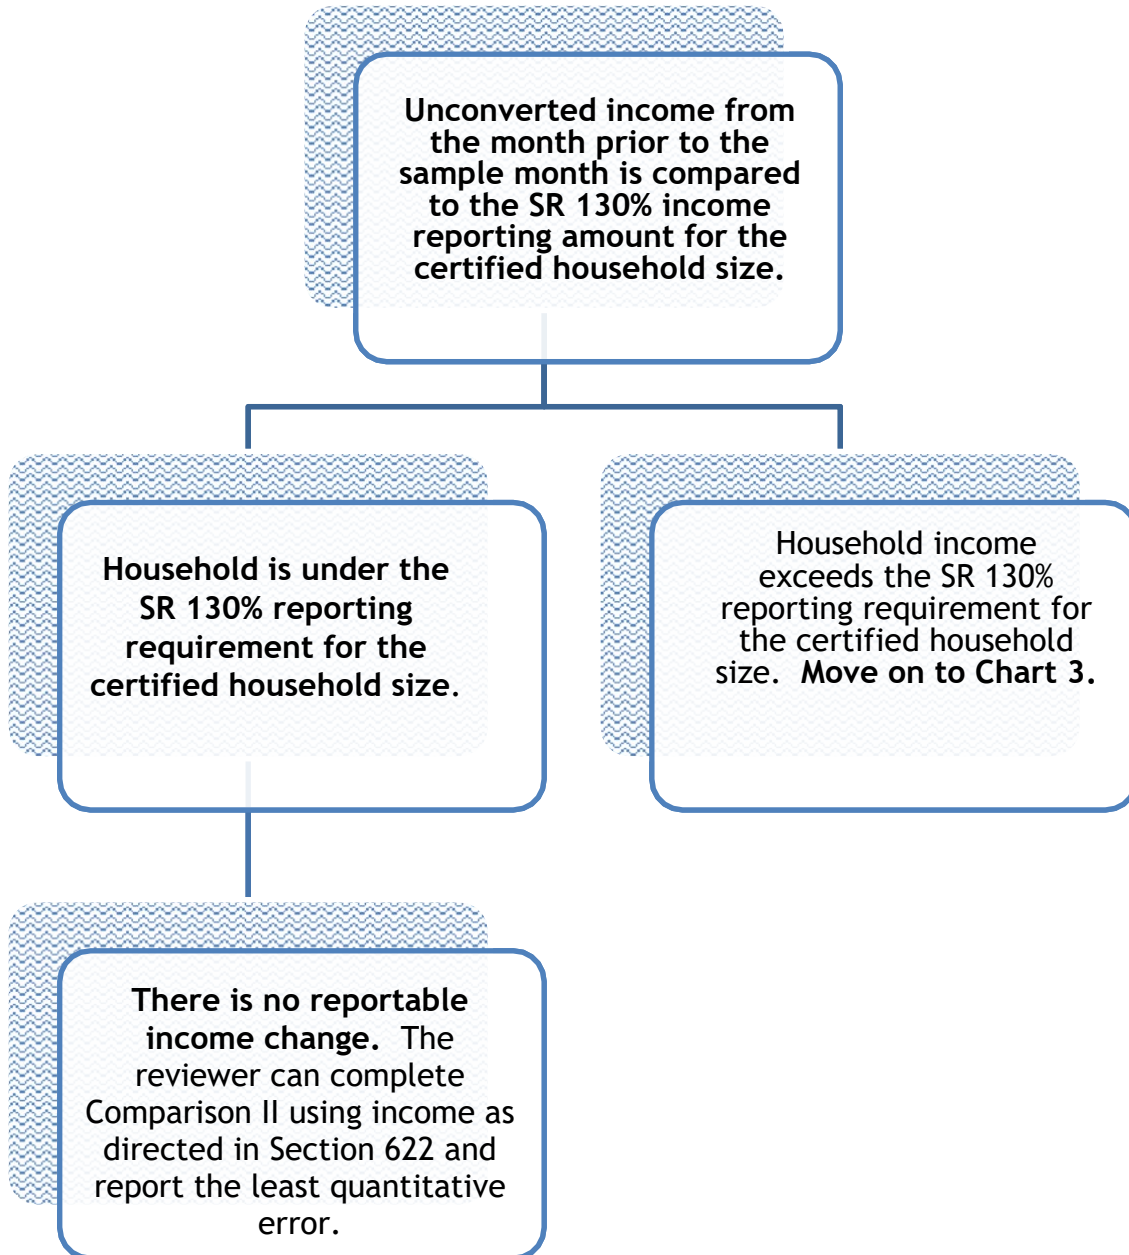 Unconverted income from
the month prior to the
sample month is compared
to the SR 130% income
reporting amount for the
certified household size.
Household is under the
SR 130% reporting
requirement for the
certified household size.
Household income
exceeds the SR 130%
reporting requirement for
the certified household
size.  Move on to Chart 3.
There is no reportable
income change.  The
reviewer can complete
Comparison II using income as
directed in Section 622 and
report the least quantitative
error.